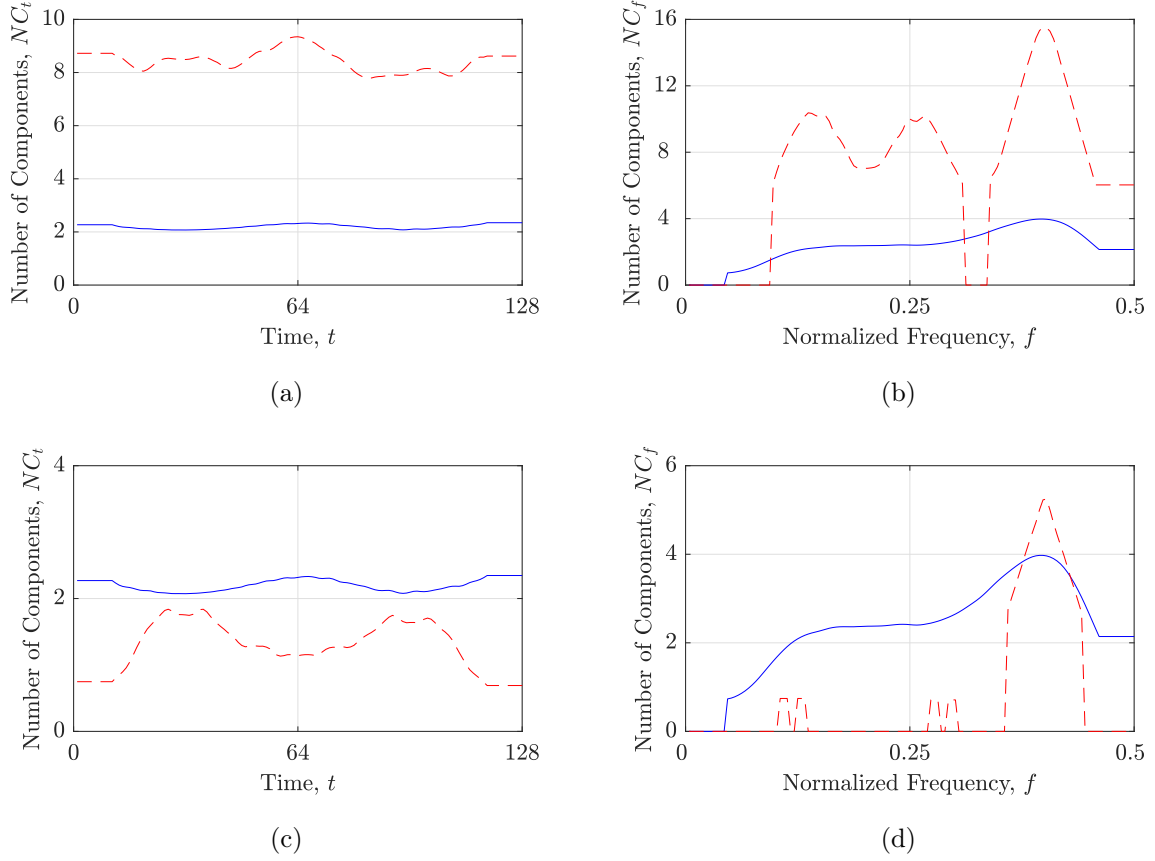 Number of Components, NC_t
10
8
6
4
2
0
0
64
128
Time, t
(a)
Number of Components, NC_f
16
12
8
4
0
0
0.25
0.5
Normalized Frequency, f
(b)
Number of Components, NC_t
4
2
0
0
64
128
Time, t
(c)
Number of Components, NC_f
6
4
2
0
0
0.25
0.5
Normalized Frequency, f
(d)